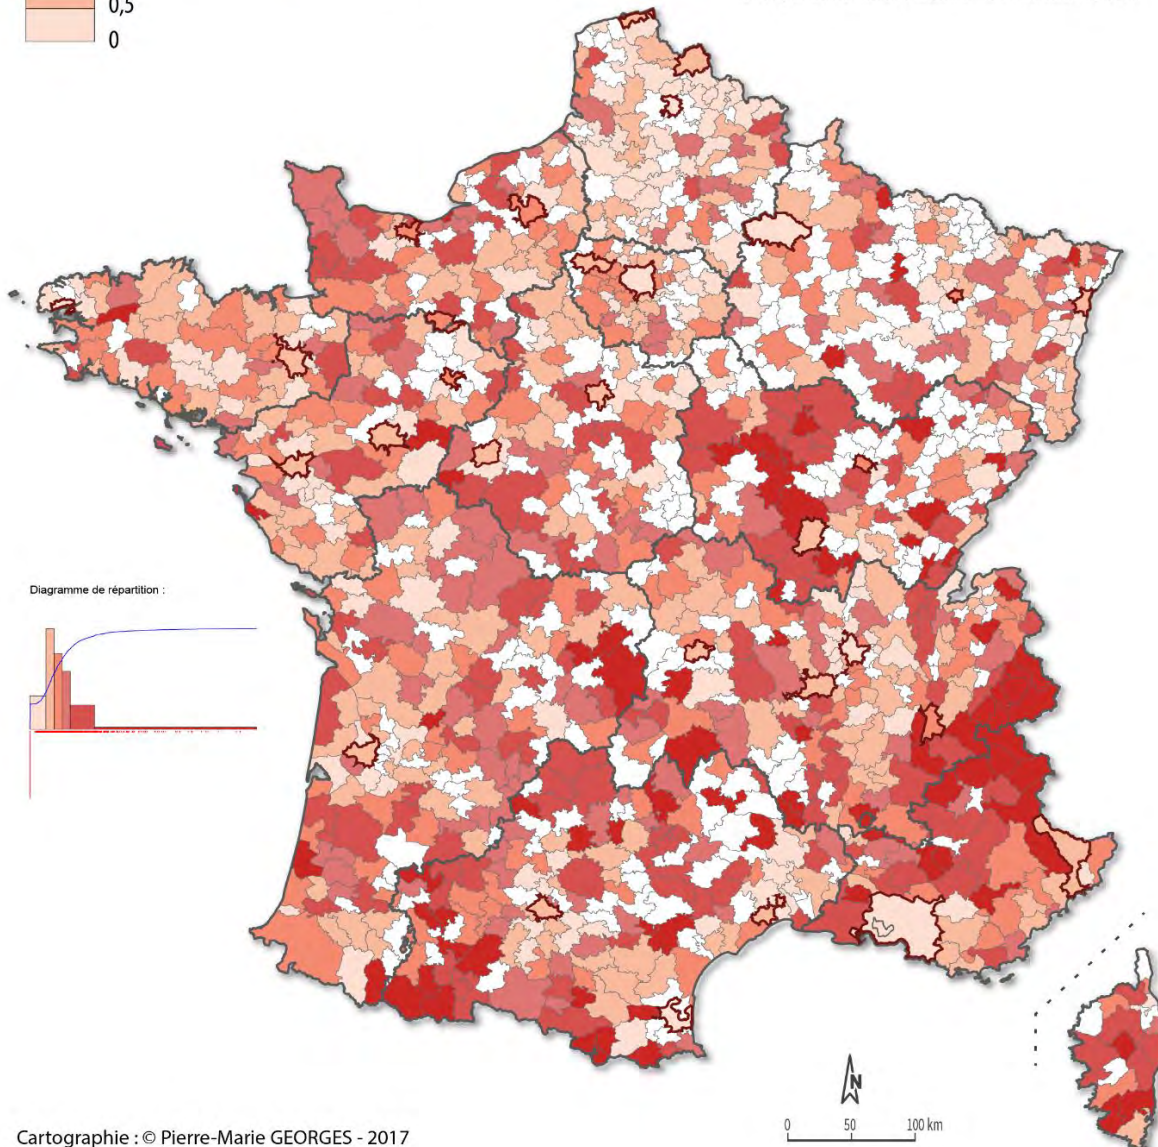 0,5
0
Diagramme de répartition :
N
0 50 100 km
Cartographie : © Pierre-Marie GEORGES - 2017